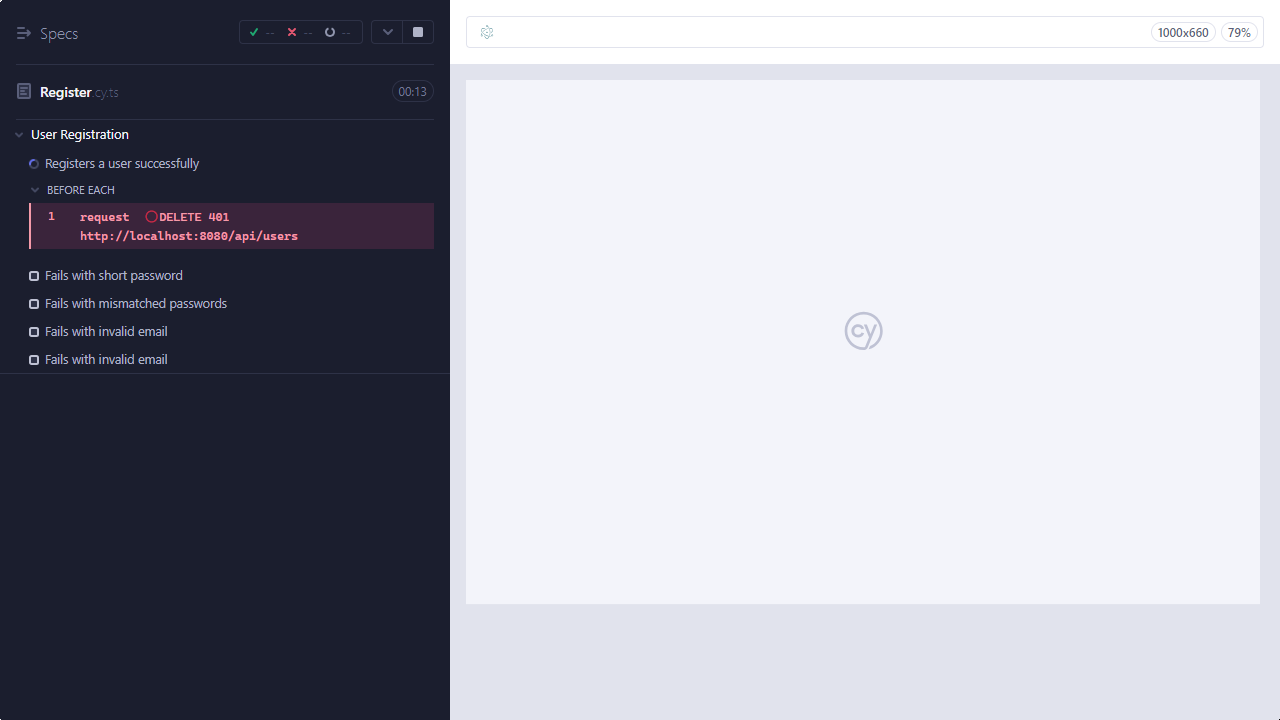 Specs
-- -- --
Register.cy.ts
00:13
User Registration
Registers a user successfully
BEFORE EACH
1 request DELETE 401
http://localhost:8080/api/users
Fails with short password
Fails with mismatched passwords
Fails with invalid email
Fails with invalid email
1000x660
79%
cy